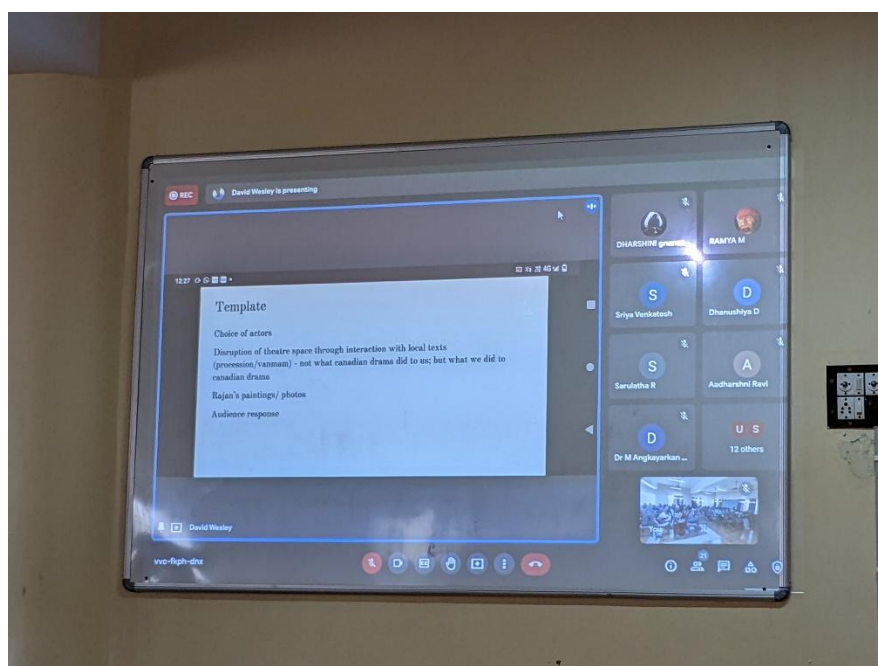 REC
David Wesley is presenting
12:27
4G
Template
Choice of actors
Disruption of theatre space through interaction with local texts
(procession/vanmam) - not what canadian drama did to us; but what we did to
canadian drama
Rajan's paintings/ photos
Audience response
David Wesley
DHARSHINI
RAMYA M
S
Sriya Venkatesh
D
Dhanushiya D
S
Sarulatha R
A
Aadharshni Ravi
D
Dr M Angkayarkan ...
U S
12 others
You
vvc-fkph-dnx
21